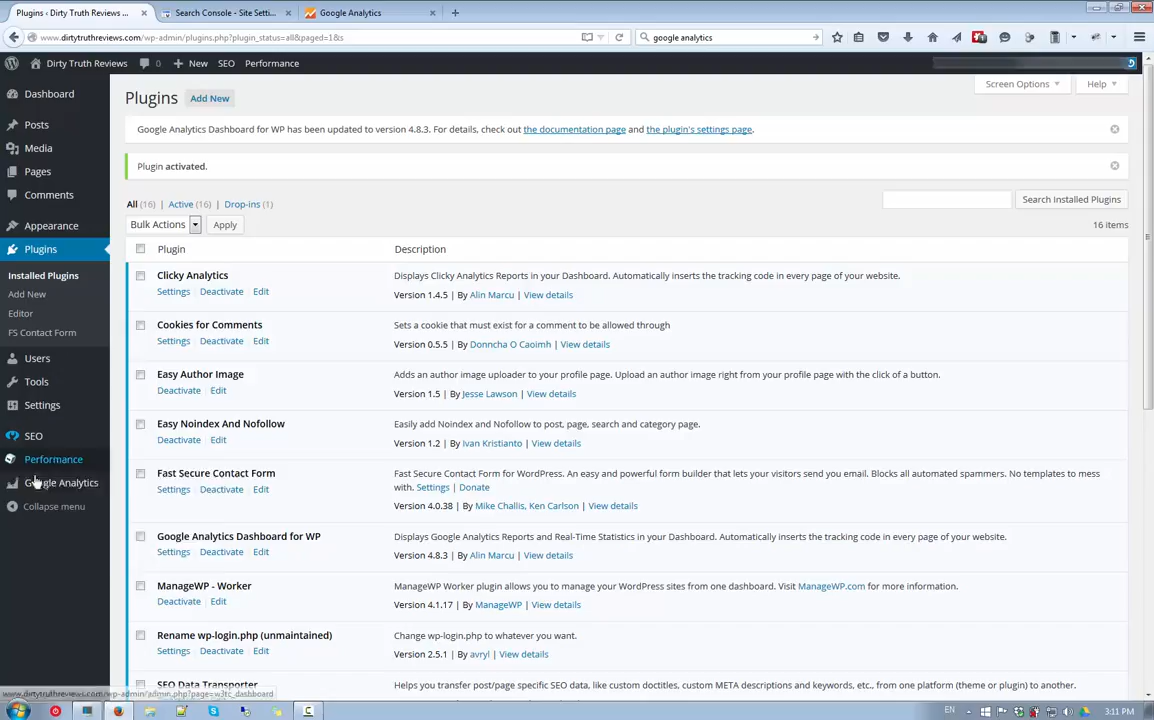 Plugins ‹ Dirty Truth Reviews ...
Search Console - Site Setti...
Google Analytics
www.dirtytruthreviews.com/wp-admin/plugins.php?plugin_status=all&paged=1&s
google analytics
Dirty Truth Reviews 0 New SEO Performance
Dashboard
Posts
Media
Pages
Comments
Appearance
Plugins
Installed Plugins
Add New
Editor
FS Contact Form
Users
Tools
Settings
SEO
Performance
Google Analytics
Collapse menu
Screen Options Help
Plugins Add New
Google Analytics Dashboard for WP has been updated to version 4.8.3. For details, check out the documentation page and the plugin's settings page.
Plugin activated.
All (16) | Active (16) | Drop-ins (1)
Search Installed Plugins
Bulk Actions Apply
16 items
Plugin Description
Clicky Analytics
Settings | Deactivate | Edit
Displays Clicky Analytics Reports in your Dashboard. Automatically inserts the tracking code in every page of your website.
Version 1.4.5 | By Alin Marcu | View details
Cookies for Comments
Settings | Deactivate | Edit
Sets a cookie that must exist for a comment to be allowed through
Version 0.5.5 | By Donncha O Caoimh | View details
Easy Author Image
Deactivate | Edit
Adds an author image uploader to your profile page. Upload an author image right from your profile page with the click of a button.
Version 1.5 | By Jesse Lawson | View details
Easy Noindex And Nofollow
Deactivate | Edit
Easily add Noindex and Nofollow to post, page, search and category page.
Version 1.2 | By Ivan Kristianto | View details
Fast Secure Contact Form
Settings | Deactivate | Edit
Fast Secure Contact Form for WordPress. An easy and powerful form builder that lets your visitors send you email. Blocks all automated spammers. No templates to mess
with. Settings | Donate
Version 4.0.38 | By Mike Challis, Ken Carlson | View details
Google Analytics Dashboard for WP
Settings | Deactivate | Edit
Displays Google Analytics Reports and Real-Time Statistics in your Dashboard. Automatically inserts the tracking code in every page of your website.
Version 4.8.3 | By Alin Marcu | View details
ManageWP - Worker
Deactivate | Edit
ManageWP Worker plugin allows you to manage your WordPress sites from one dashboard. Visit ManageWP.com for more information.
Version 4.1.17 | By ManageWP | View details
Rename wp-login.php (unmaintained)
Settings | Deactivate | Edit
Change wp-login.php to whatever you want.
Version 2.5.1 | By avryl | View details
SEO Data Transporter
Helps you transfer post/page specific SEO data, like custom doctitles, custom META descriptions and keywords, etc., from one platform (theme or plugin) to another.
www.dirtytruthreviews.com/wp-admin/admin.php?page=w3tc_dashboard
EN
3:11 PM